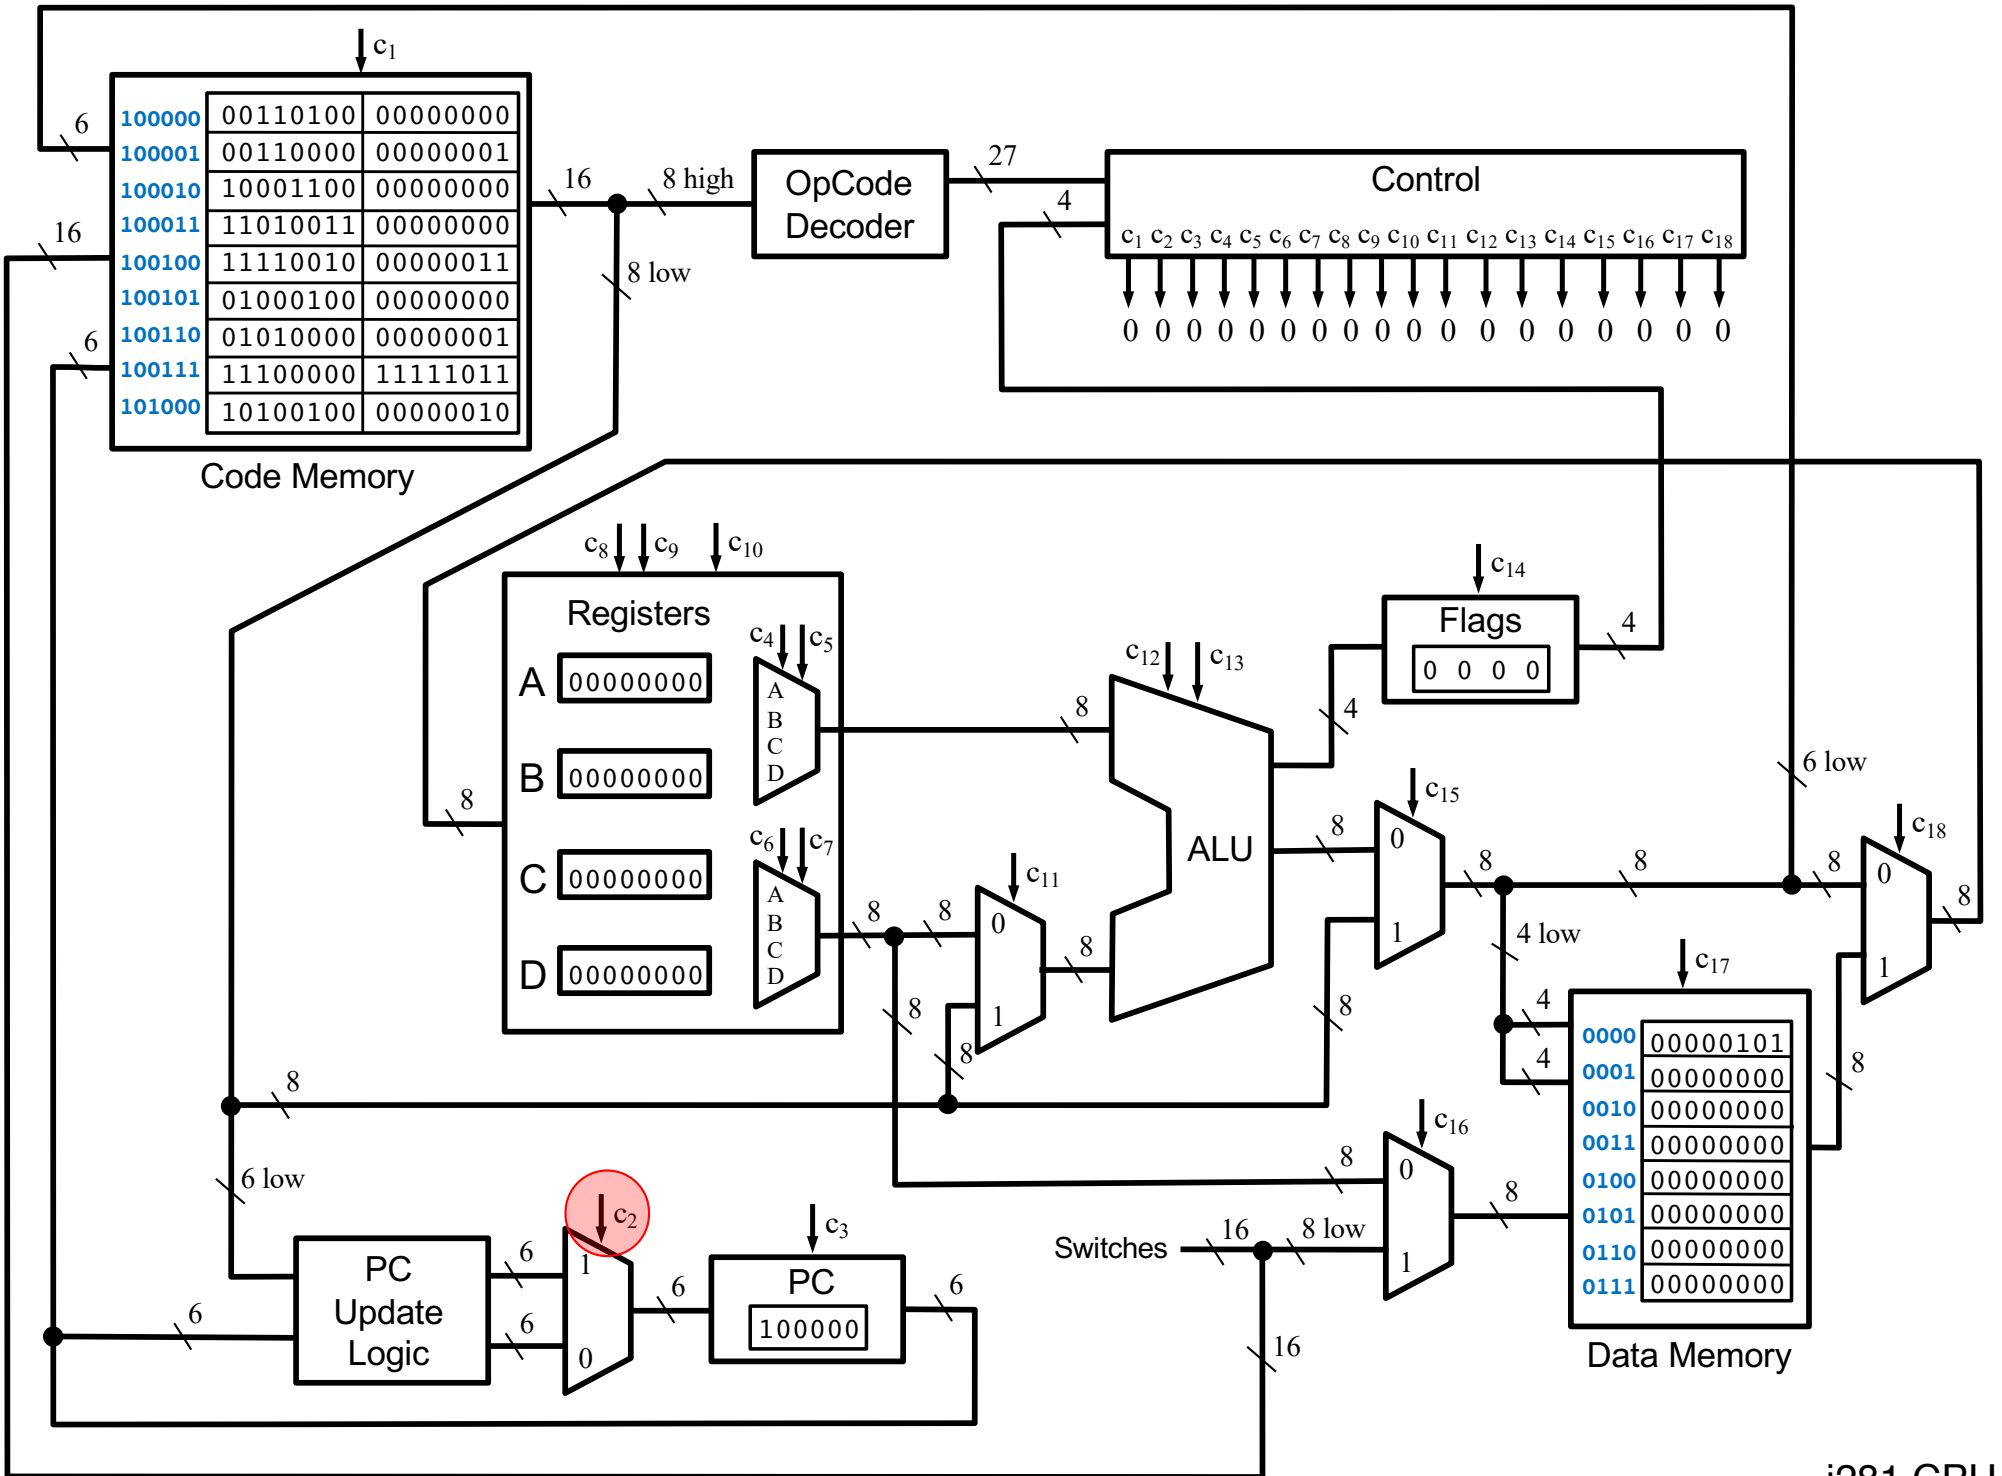 c1
6
16
6
100000 00110100 00000000
100001 00110000 00000001
100010 10001100 00000000
100011 11010011 00000000
100100 11110010 00000011
100101 01000100 00000000
100110 01010000 00000001
100111 11100000 11111011
101000 10100100 00000010
Code Memory
16
8 high
8 low
OpCode
Decoder
27
4
Control
c1 c2 c3 c4 c5 c6 c7 c8 c9 c10 c11 c12 c13 c14 c15 c16 c17 c18
0 0 0 0 0 0 0 0 0 0 0 0 0 0 0 0 0 0
c8 c9 c10
Registers
A 00000000
B 00000000
C 00000000
D 00000000
8
c4 c5
A
B
C
D
c6 c7
A
B
C
D
8
8
8
8
c11
0
1
8
8
c12 c13
ALU
4
c14
Flags
0 0 0 0
4
8
c15
0
1
8
8
8
6 low
8
c18
0
1
8
4 low
4
4
c17
0000 00000101
0001 00000000
0010 00000000
0011 00000000
0100 00000000
0101 00000000
0110 00000000
0111 00000000
Data Memory
8
8
c16
0
1
8
8
Switches
16
8 low
16
6 low
PC
Update
Logic
6
6
6
c2
1
0
6
c3
PC
100000
6